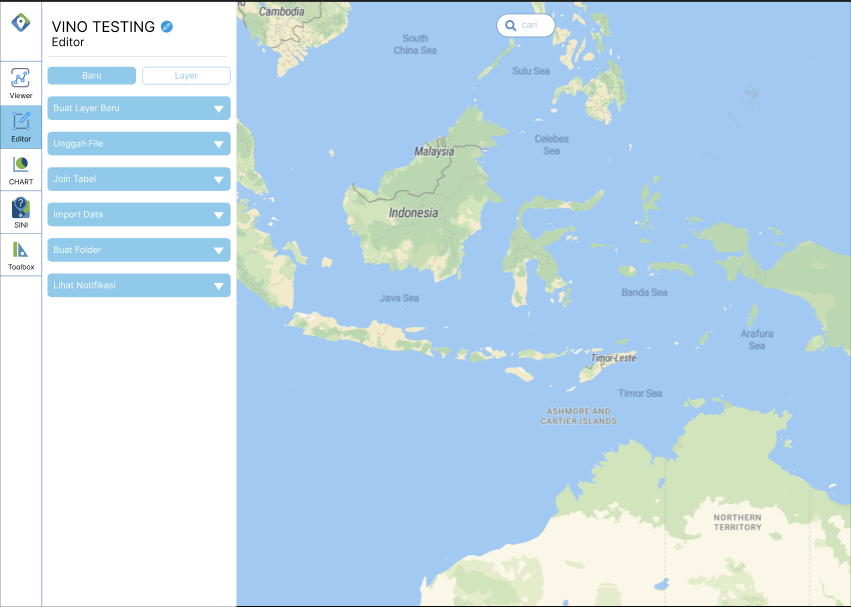 VINO TESTING
Editor
Baru
Layer
Buat Layer Baru
Unggah File
Join Tabel
Import Data
Buat Folder
Lihat Notifikasi
Viewer
Editor
CHART
SINI
Toolbox
cari
Cambodia
South
China Sea
Sulu Sea
Celebes
Sea
Malaysia
Indonesia
Java Sea
Banda Sea
Arafura
Sea
Timor-Leste
Timor Sea
ASHMORE AND
CARTIER ISLANDS
NORTHERN
TERRITORY